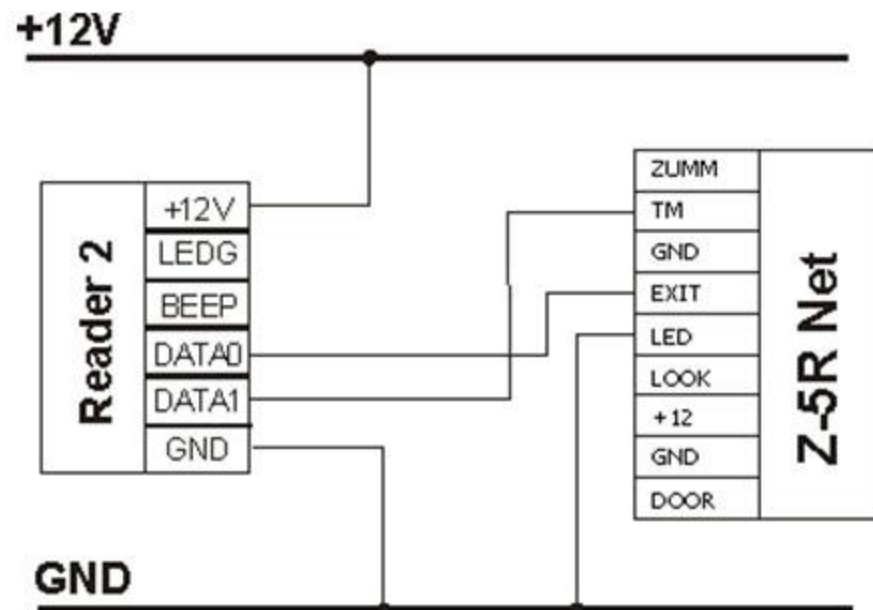 +12V
Reader 2
+12V
LEDG
BEEP
DATA0
DATA1
GND
ZUMM
TM
GND
EXIT
LED
LOOK
+12
GND
DOOR
Z-5R Net
GND